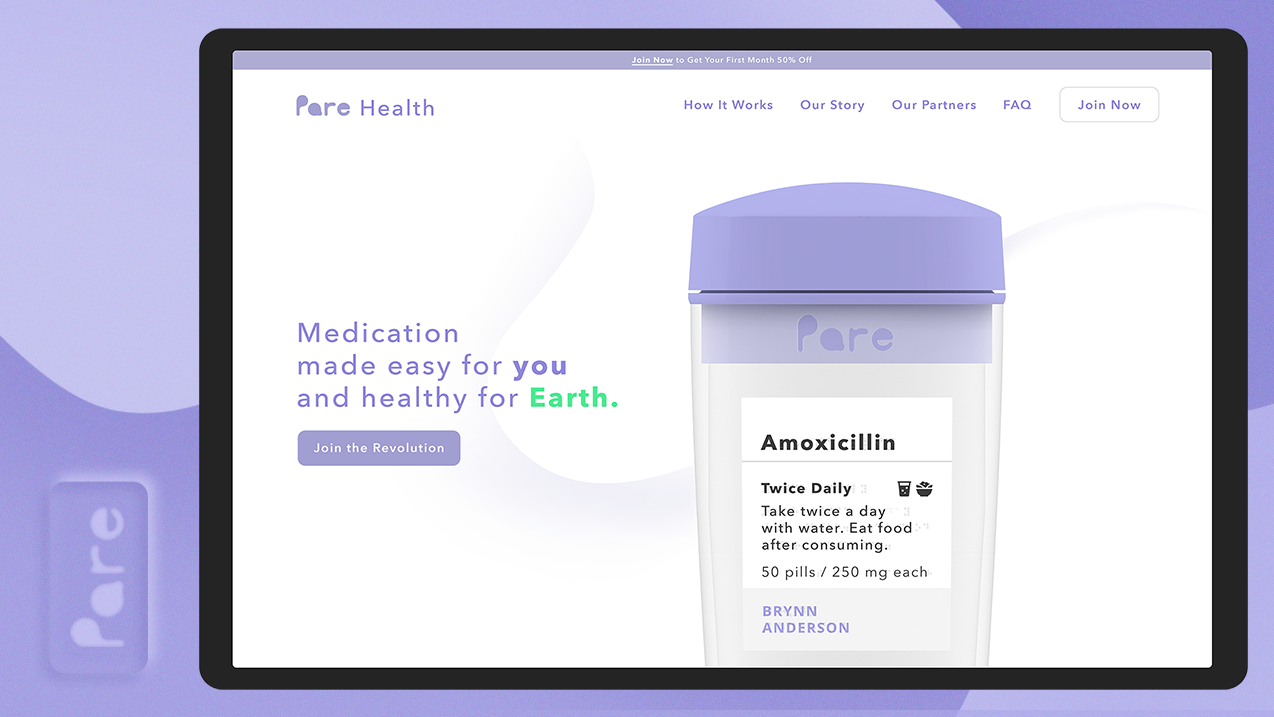 Join Now to Get Your First Month 50% Off
Pare Health
How It Works
Our Story
Our Partners
FAQ
Join Now
Medication
made easy for you
and healthy for Earth.
Join the Revolution
Pare
Amoxicillin
Twice Daily
Take twice a day
with water. Eat food
after consuming.
50 pills / 250 mg each
BRYNN
ANDERSON
Pare